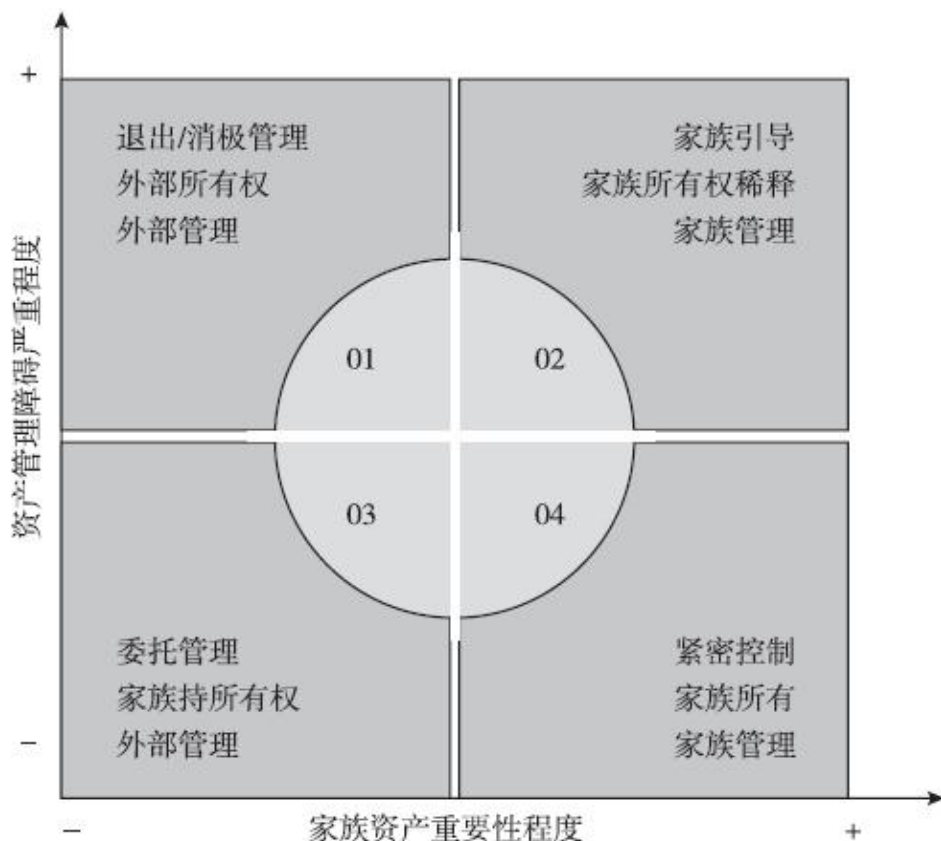 +
退出/消极管理
外部所有权
外部管理
家族引导
家族所有权稀释
家族管理
资产管理障碍严重程度
01
02
03
04
委托管理
家族持所有权
外部管理
紧密控制
家族所有
家族管理
−
−
家族资产重要性程度
+